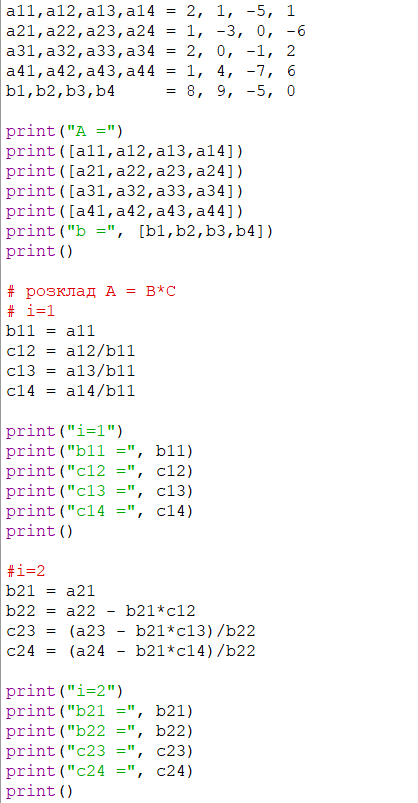 a11,a12,a13,a14 = 2, 1, -5, 1
a21,a22,a23,a24 = 1, -3, 0, -6
a31,a32,a33,a34 = 2, 0, -1, 2
a41,a42,a43,a44 = 1, 4, -7, 6
b1,b2,b3,b4     = 8, 9, -5, 0

print("A =")
print([a11,a12,a13,a14])
print([a21,a22,a23,a24])
print([a31,a32,a33,a34])
print([a41,a42,a43,a44])
print("b =", [b1,b2,b3,b4])
print()

# розклад A = B*C
# i=1
b11 = a11
c12 = a12/b11
c13 = a13/b11
c14 = a14/b11

print("i=1")
print("b11 =", b11)
print("c12 =", c12)
print("c13 =", c13)
print("c14 =", c14)
print()

#i=2
b21 = a21
b22 = a22 - b21*c12
c23 = (a23 - b21*c13)/b22
c24 = (a24 - b21*c14)/b22

print("i=2")
print("b21 =", b21)
print("b22 =", b22)
print("c23 =", c23)
print("c24 =", c24)
print()